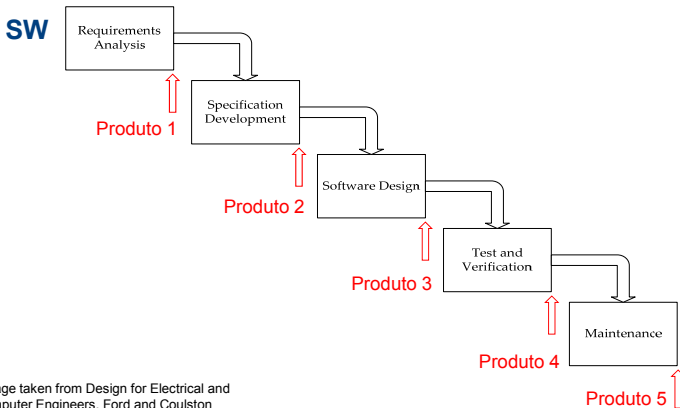 SW
Requirements
Analysis
Produto 1
Specification
Development
Produto 2
Software Design
Produto 3
Test and
Verification
Produto 4
Maintenance
Produto 5
age taken from Design for Electrical and
mputer Engineers, Ford and Coulston